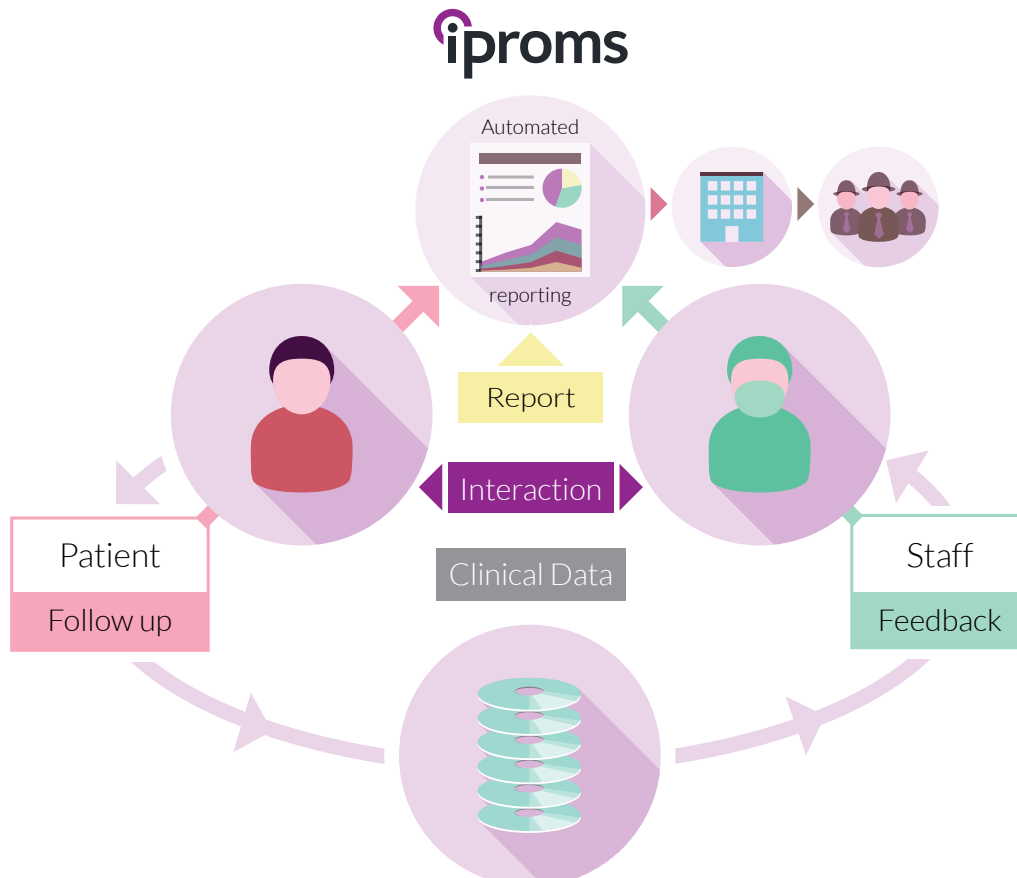 iproms
Automated
reporting
Report
Interaction
Patient
Follow up
Clinical Data
Staff
Feedback